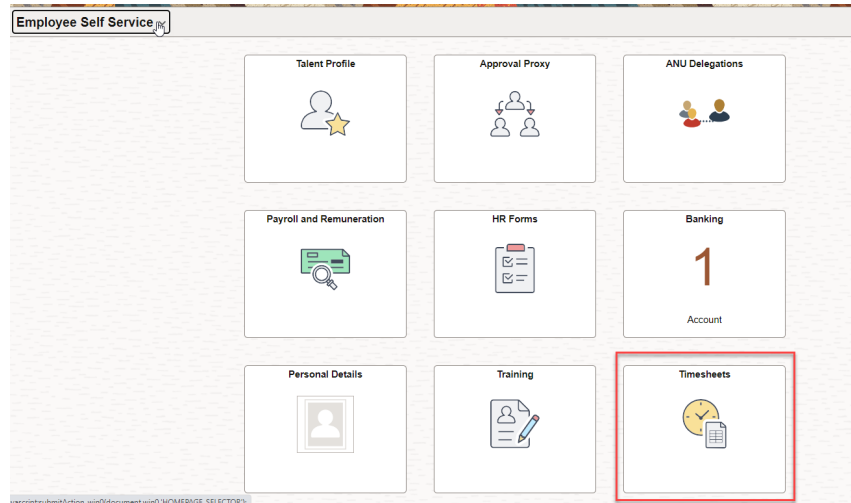 Employee Self Service
Talent Profile
Approval Proxy
ANU Delegations
Payroll and Remuneration
HR Forms
Banking
1
Account
Personal Details
Training
Timesheets